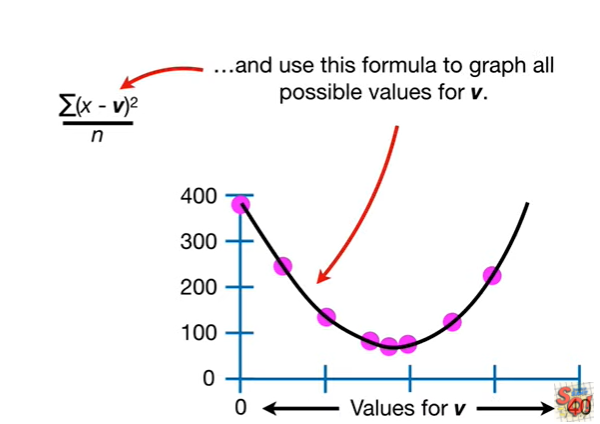 ...and use this formula to graph all
possible values for v.
∑(x - v)²
n
400
300
200
100
0
0
Values for v
40